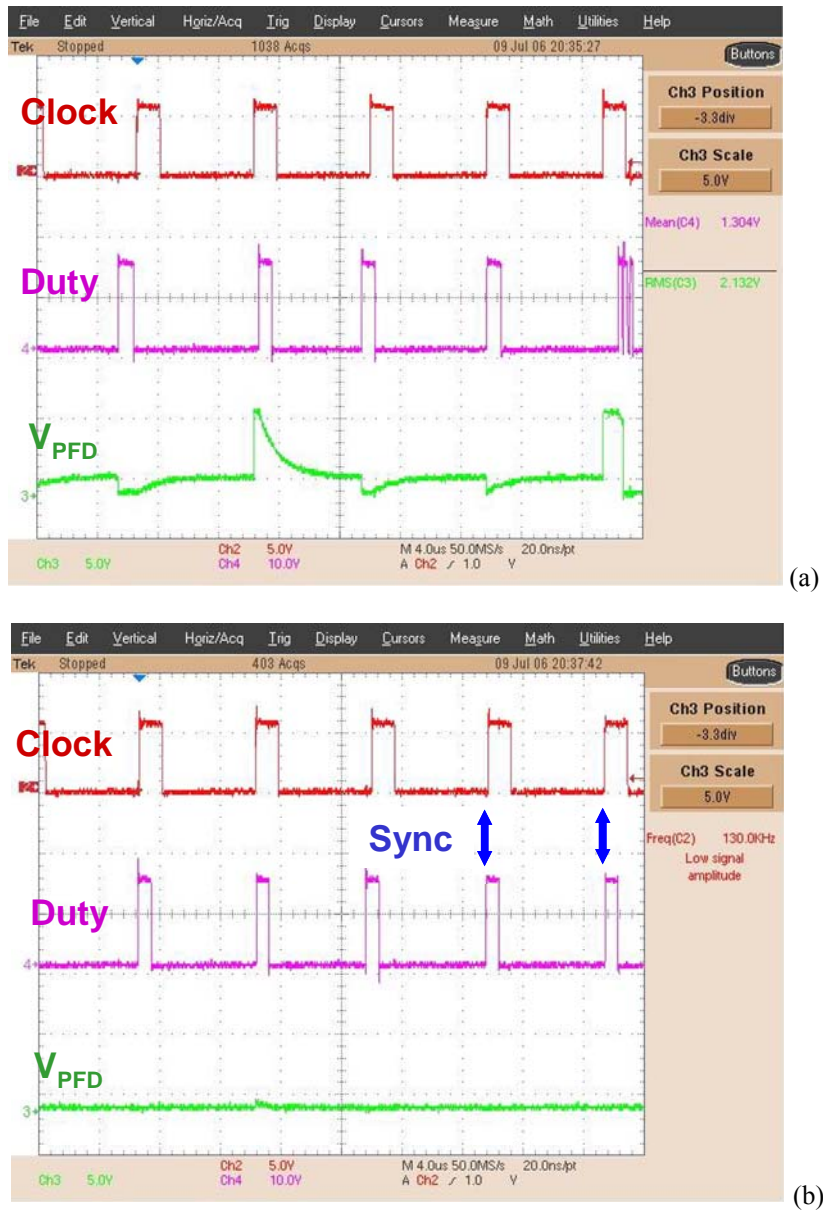 File Edit Vertical Horiz/Acq Trig Display Cursors Measure Math Utilities Help
Tek Stopped 1038 Acqs 09 Jul 06 20:35:27
Buttons
Clock
Ch3 Position
-3.3div
Ch3 Scale
5.0V
Mean(C4) 1.304V
Duty
RMS(C3) 2.132V
4
VPFD
3
Ch2 5.0V M 4.0us 50.0MS/s 20.0ns/pt
Ch3 5.0V Ch4 10.0V A Ch2 / 1.0 V
(a)
File Edit Vertical Horiz/Acq Trig Display Cursors Measure Math Utilities Help
Tek Stopped 403 Acqs 09 Jul 06 20:37:42
Buttons
Clock
Ch3 Position
-3.3div
Ch3 Scale
5.0V
Sync
Freq(C2) 130.0KHz
Low signal
amplitude
Duty
4
VPFD
3
Ch2 5.0V M 4.0us 50.0MS/s 20.0ns/pt
Ch3 5.0V Ch4 10.0V A Ch2 / 1.0 V
(b)